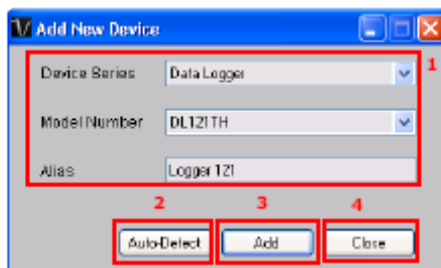 Add New Device
1
Device Series Data Logger
Model Number DL121TH
Alias Logger 121
2 3 4
Auto-Detect Add Close